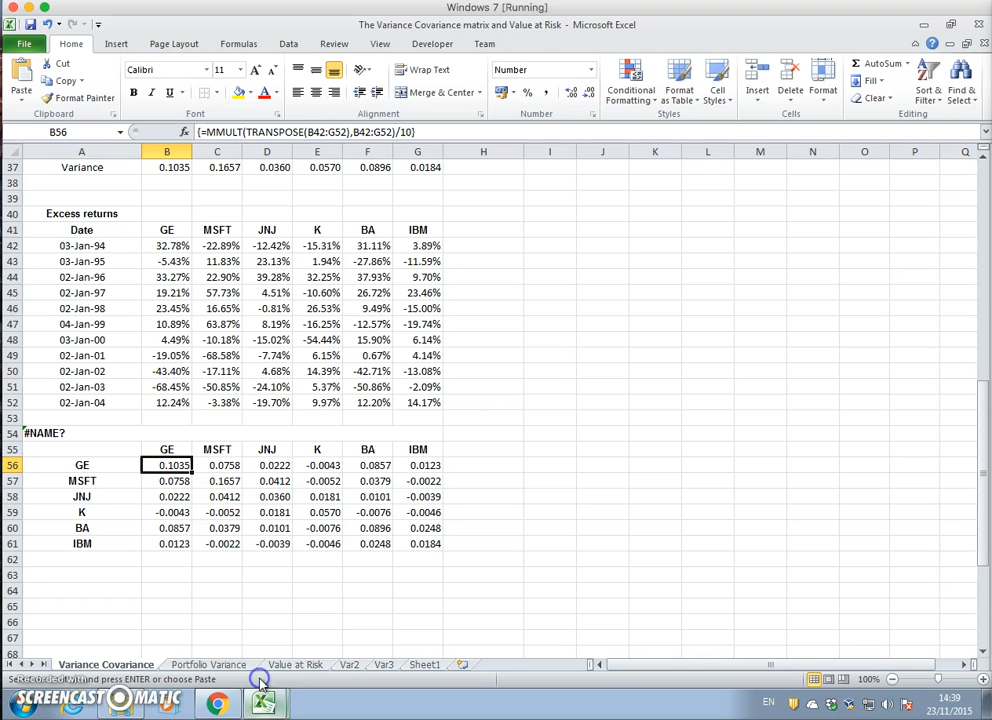 Windows 7 [Running]
The Variance Covariance matrix and Value at Risk - Microsoft Excel
File Home Insert Page Layout Formulas Data Review View Developer Team
Paste Cut Copy Format Painter Clipboard
Calibri 11 B I U Font
Wrap Text Merge & Center Alignment
Number % , Number
Conditional Formatting Format as Table Cell Styles Styles
Insert Delete Format Cells
AutoSum Fill Clear Sort & Filter Find & Select Editing
B56 fx {=MMULT(TRANSPOSE(B42:G52),B42:G52)/10}
A B C D E F G H I J K L M N O P Q
37 Variance 0.1035 0.1657 0.0360 0.0570 0.0896 0.0184
38
39
40 Excess returns
41 Date GE MSFT JNJ K BA IBM
42 03-Jan-94 32.78% -22.89% -12.42% -15.31% 31.11% 3.89%
43 03-Jan-95 -5.43% 11.83% 23.13% 1.94% -27.86% -11.59%
44 02-Jan-96 33.27% 22.90% 39.28% 32.25% 37.93% 9.70%
45 02-Jan-97 19.21% 57.73% 4.51% -10.60% 26.72% 23.46%
46 02-Jan-98 23.45% 16.65% -0.81% 26.53% 9.49% -15.00%
47 04-Jan-99 10.89% 63.87% 8.19% -16.25% -12.57% -19.74%
48 03-Jan-00 4.49% -10.18% -15.02% -54.44% 15.90% 6.14%
49 02-Jan-01 -19.05% -68.58% -7.74% 6.15% 0.67% 4.14%
50 02-Jan-02 -43.40% -17.11% 4.68% 14.39% -42.71% -13.08%
51 02-Jan-03 -68.45% -50.85% -24.10% 5.37% -50.86% -2.09%
52 02-Jan-04 12.24% -3.38% -19.70% 9.97% 12.20% 14.17%
53
54 #NAME?
55 GE MSFT JNJ K BA IBM
56 GE 0.1035 0.0758 0.0222 -0.0043 0.0857 0.0123
57 MSFT 0.0758 0.1657 0.0412 -0.0052 0.0379 -0.0022
58 JNJ 0.0222 0.0412 0.0360 0.0181 0.0101 -0.0039
59 K -0.0043 -0.0052 0.0181 0.0570 -0.0076 -0.0046
60 BA 0.0857 0.0379 0.0101 -0.0076 0.0896 0.0248
61 IBM 0.0123 -0.0022 -0.0039 -0.0046 0.0248 0.0184
62
63
64
65
66
67
68
Variance Covariance Portfolio Variance Value at Risk Var2 Var3 Sheet1
Recorded with and press ENTER or choose Paste 100%
SCREENCAST-O-MATIC
EN 14:39
23/11/2015